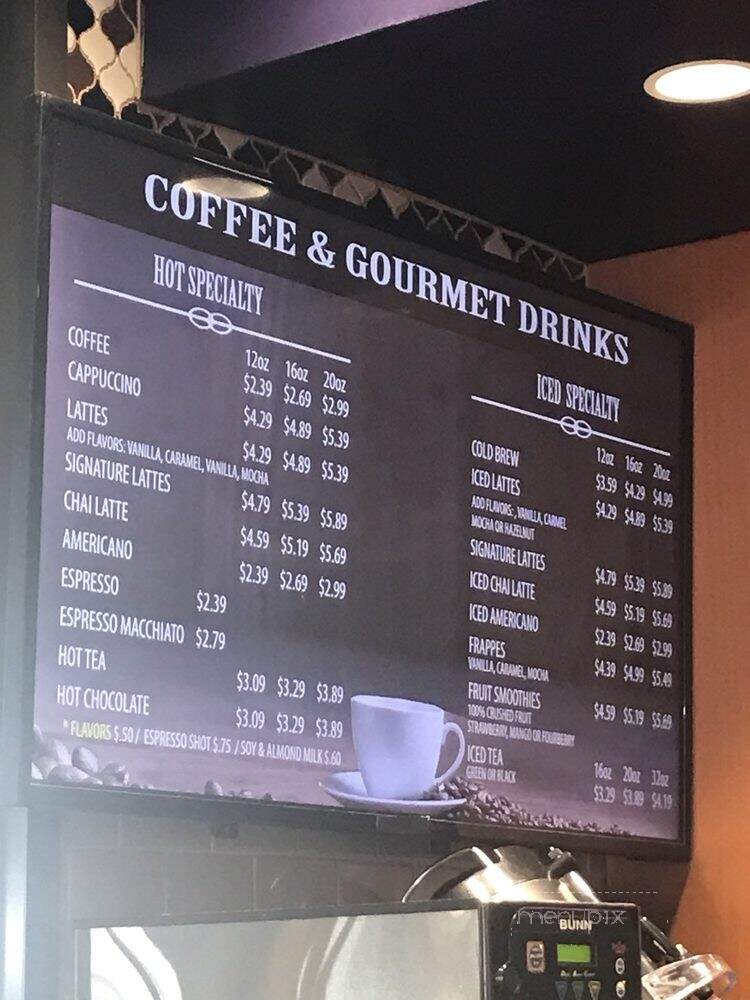 COFFEE & GOURMET DRINKS
HOT SPECIALTY
12oz 16oz 20oz
COFFEE $2.39 $2.69 $2.99
CAPPUCCINO $4.29 $4.89 $5.39
LATTES $4.29 $4.89 $5.39
ADD FLAVORS: VANILLA, CARAMEL, VANILLA, MOCHA
SIGNATURE LATTES $4.79 $5.39 $5.89
CHAI LATTE $4.59 $5.19 $5.69
AMERICANO $2.39 $2.69 $2.99
ESPRESSO $2.39
ESPRESSO MACCHIATO $2.79
HOT TEA $3.09 $3.29 $3.89
HOT CHOCOLATE $3.09 $3.29 $3.89
* FLAVORS $.50 / ESPRESSO SHOT $.75 / SOY & ALMOND MILK $.60
ICED SPECIALTY
12oz 16oz 20oz
COLD BREW $3.59 $4.29 $4.99
ICED LATTES $4.29 $4.89 $5.39
ADD FLAVORS:, VANILLA, CARMEL
MOCHA OR HAZELNUT
SIGNATURE LATTES $4.79 $5.39 $5.89
ICED CHAI LATTE $4.59 $5.19 $5.69
ICED AMERICANO $2.39 $2.69 $2.99
FRAPPES $4.39 $4.99 $5.49
VANILLA, CARAMEL, MOCHA
FRUIT SMOOTHIES $4.59 $5.19 $5.69
100% CRUSHED FRUIT
STRAWBERRY, MANGO OR FOURBERRY
16oz 20oz 32oz
ICED TEA $3.29 $3.89 $4.19
GREEN OR BLACK
menupix
BUNN